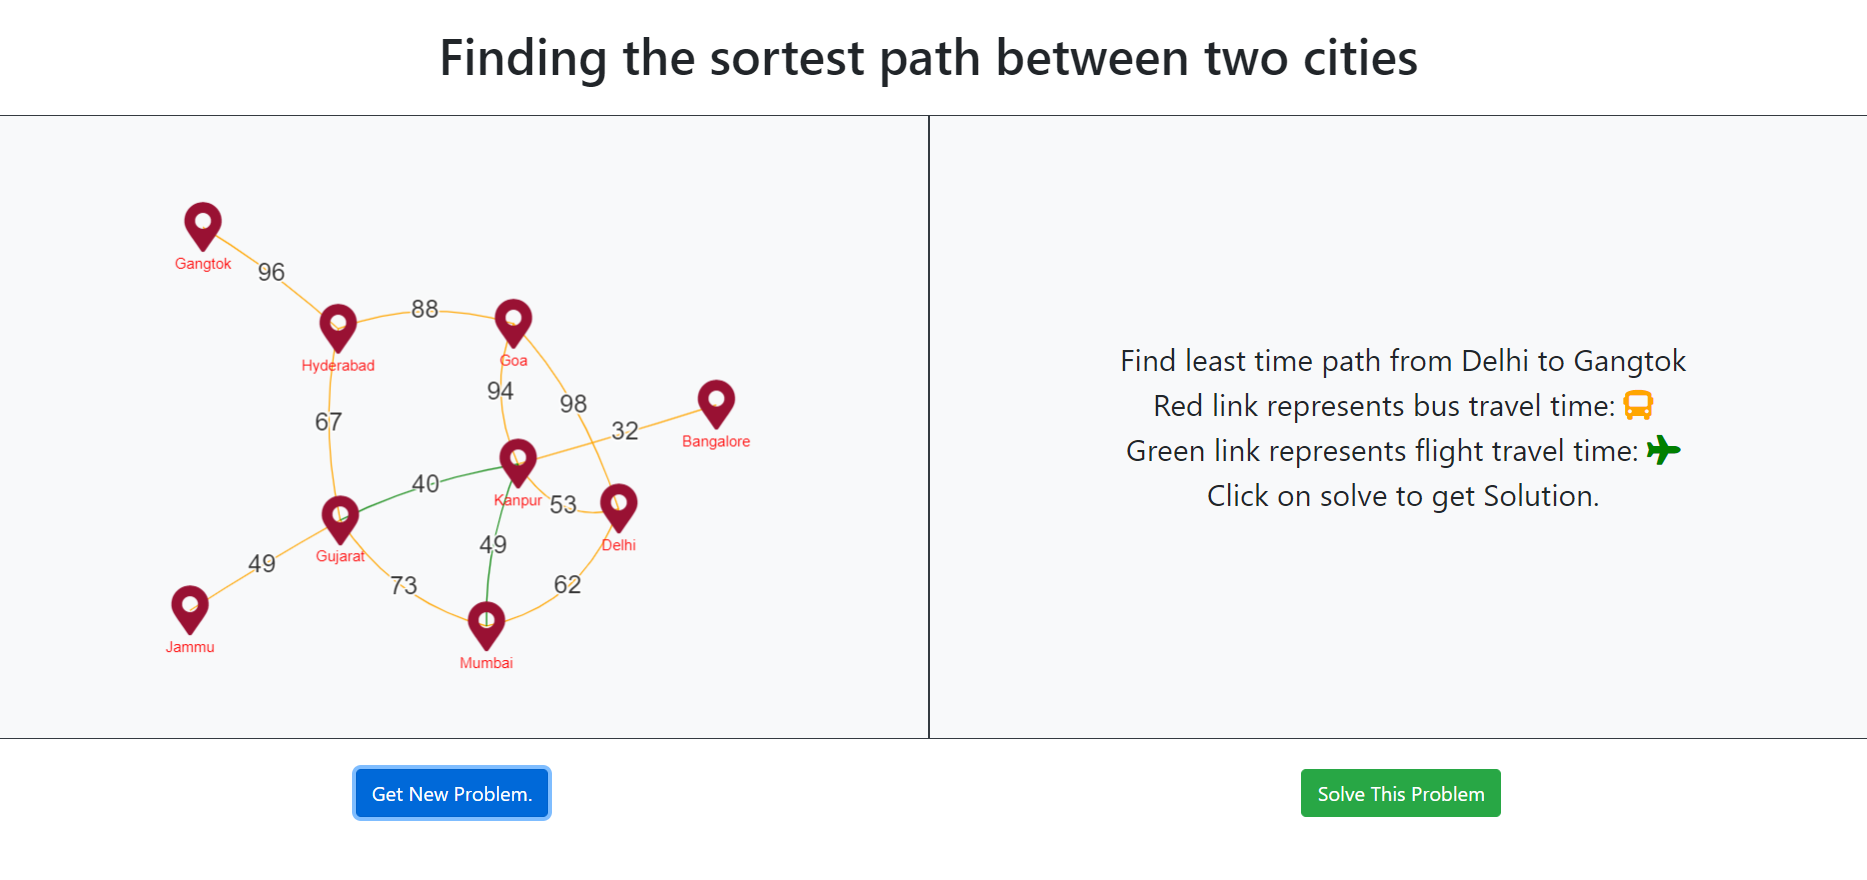 Finding the sortest path between two cities
Gangtok
96
88
Hyderabad
Goa
94
98
67
32
Bangalore
40
Kanpur
53
49
Delhi
Gujarat
49
73
62
Jammu
Mumbai
Find least time path from Delhi to Gangtok
Red link represents bus travel time:
Green link represents flight travel time:
Click on solve to get Solution.
Get New Problem.
Solve This Problem